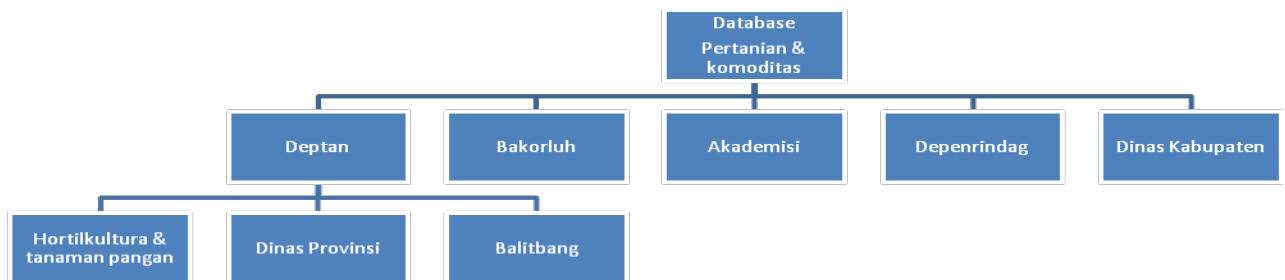 Database
Pertanian &
komoditas
Deptan
Bakorluh
Akademisi
Depenrindag
Dinas Kabupaten
Hortilkultura &
tanaman pangan
Dinas Provinsi
Balitbang